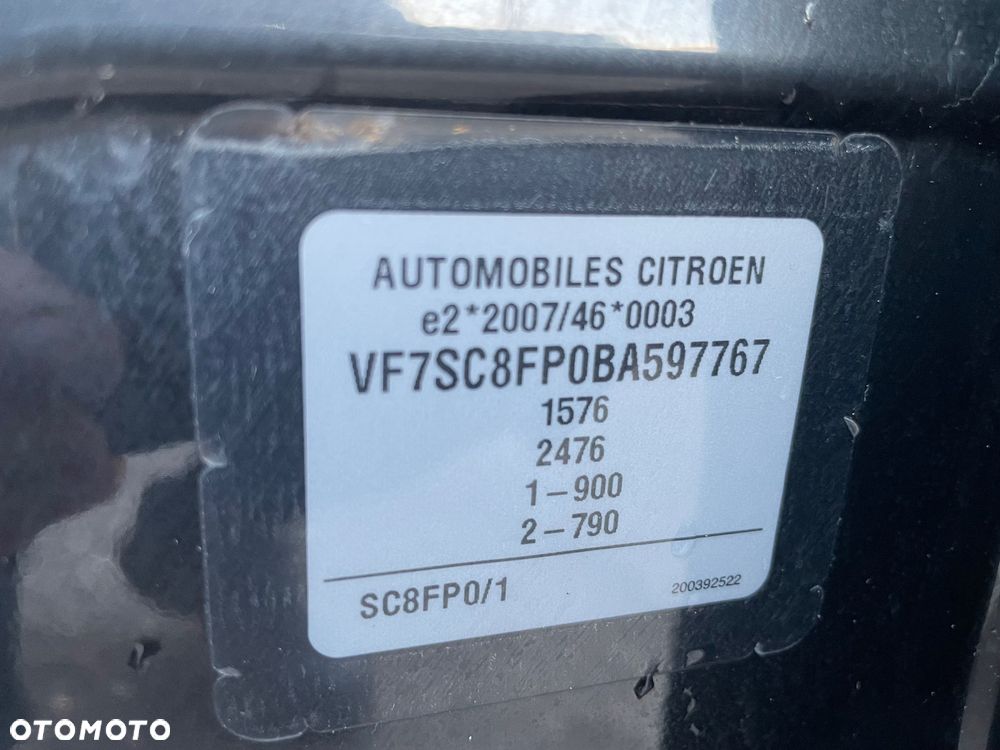 AUTOMOBILES CITROEN
e2*2007/46*0003
VF7SC8FP0BA597767
1576
2476
1-900
2-790
SC8FP0/1
200392522
OTOMOTO